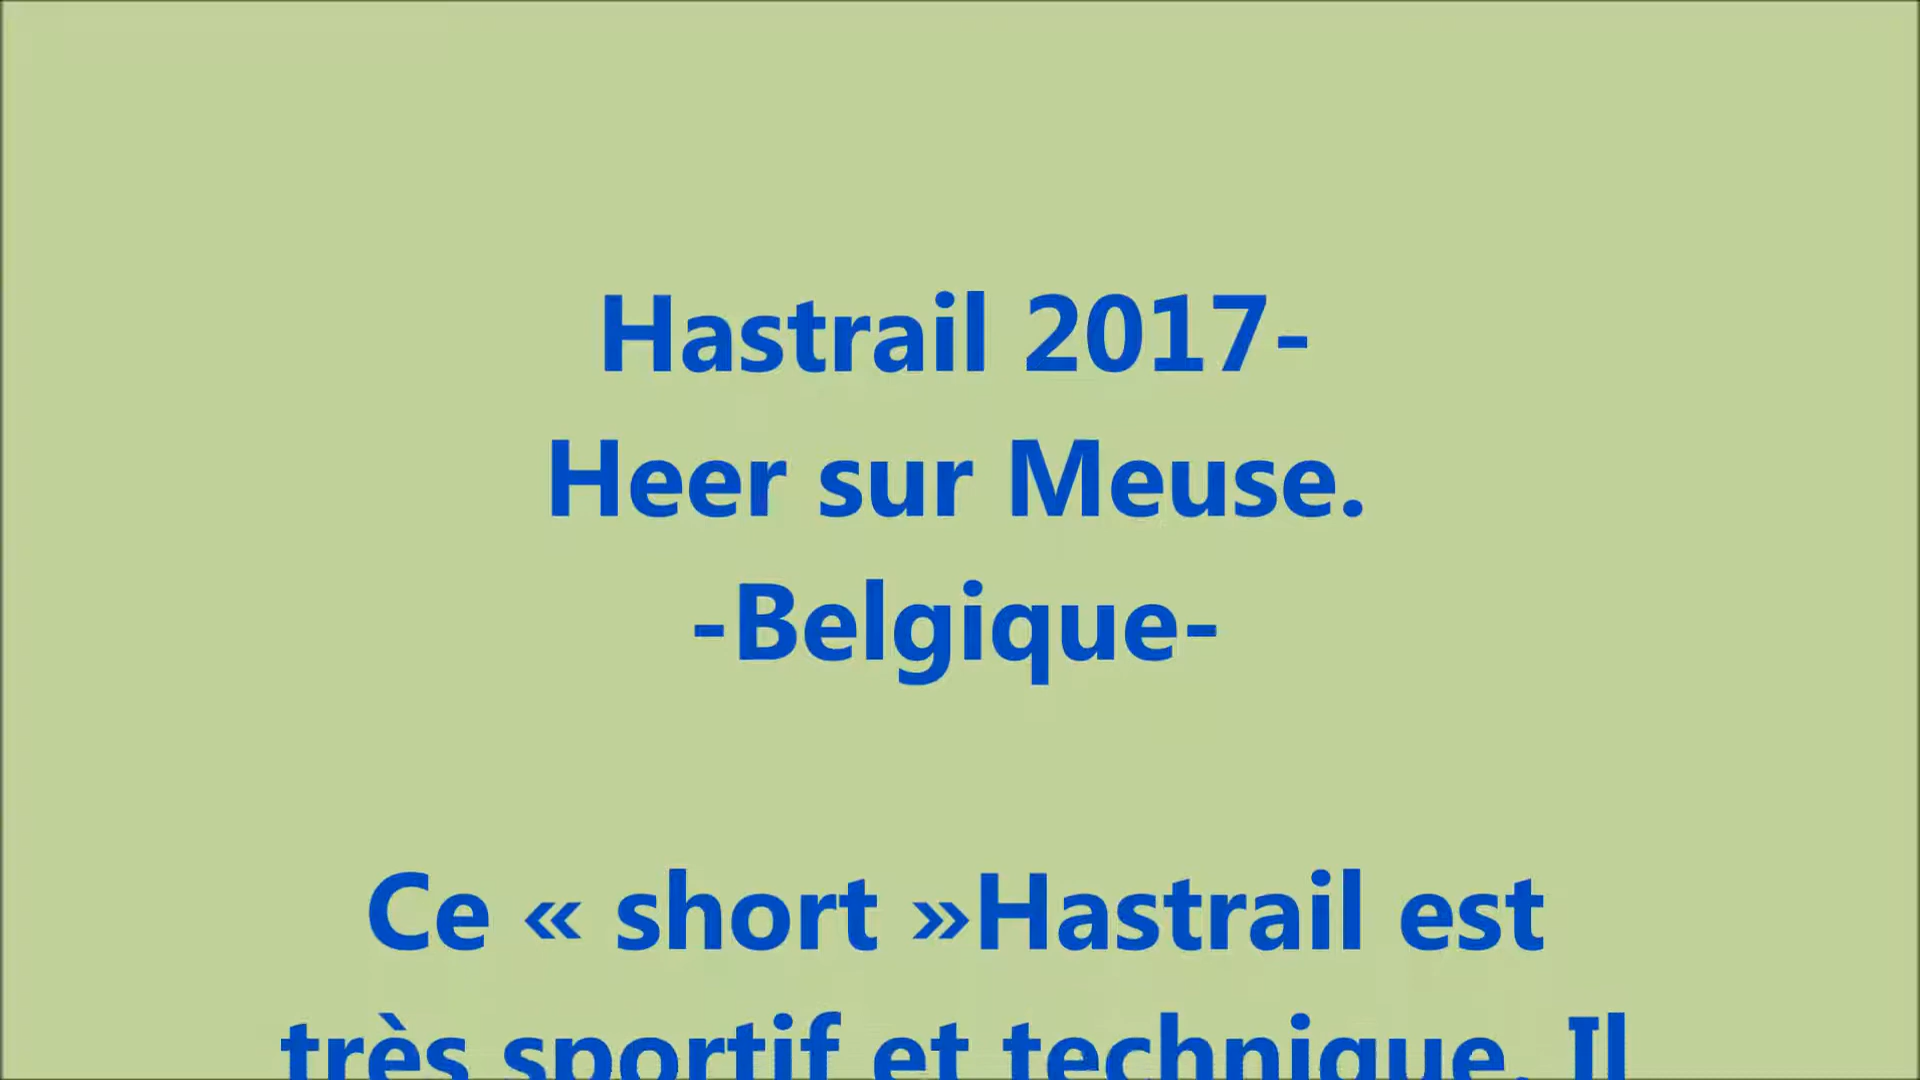 Hastrail 2017-
Heer sur Meuse.
-Belgique-
Ce « short »Hastrail est
très sportif et technique. Il